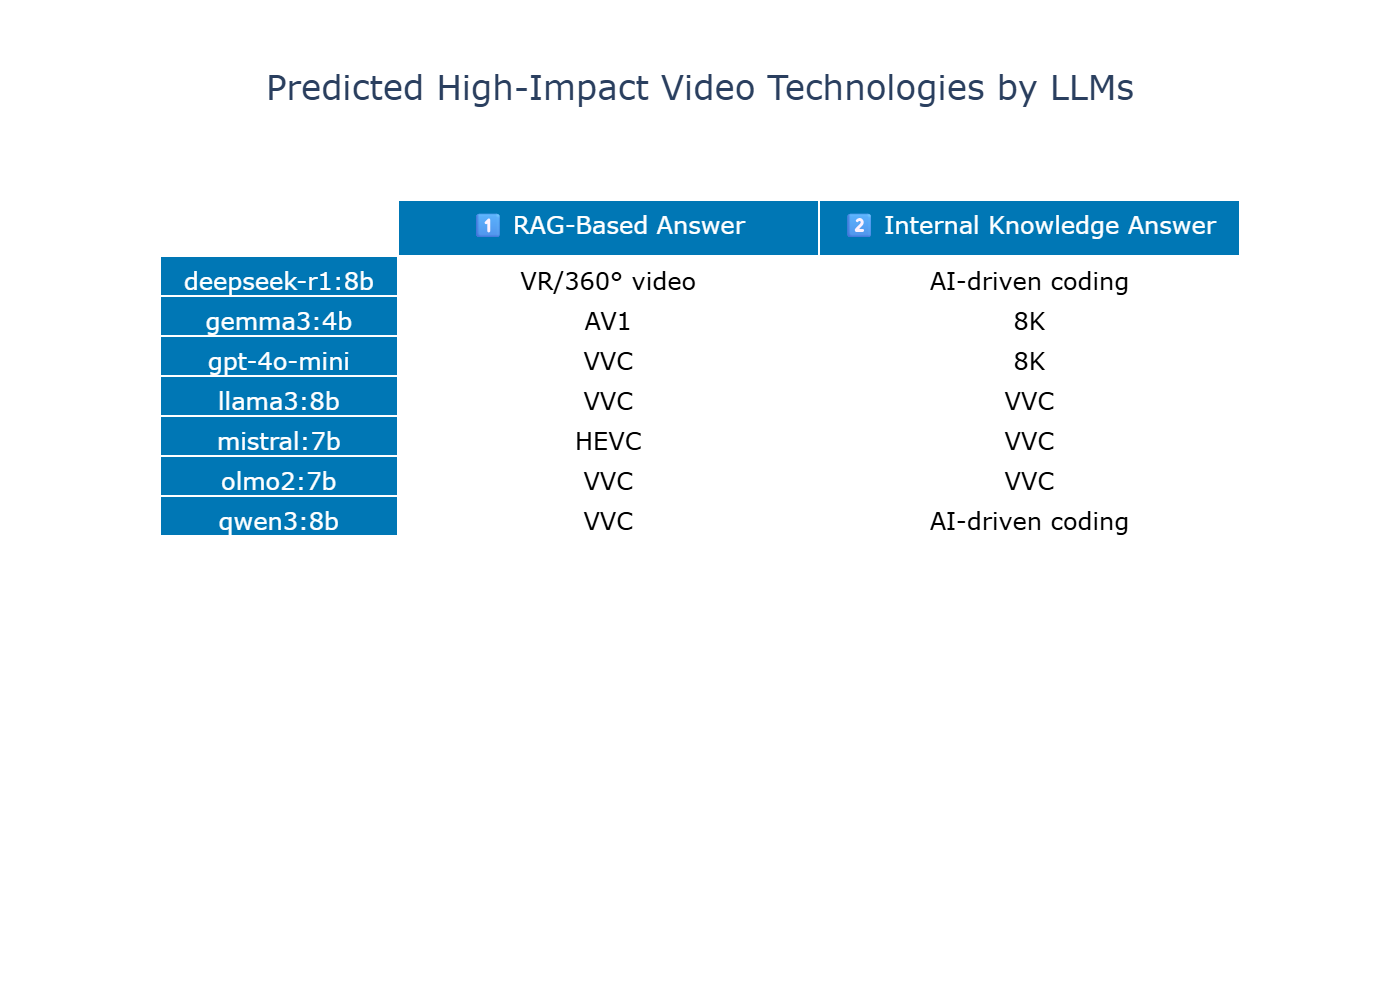 Predicted High-Impact Video Technologies by LLMs
1️⃣ RAG-Based Answer 2️⃣ Internal Knowledge Answer
deepseek-r1:8b VR/360° video AI-driven coding
gemma3:4b AV1 8K
gpt-4o-mini VVC 8K
llama3:8b VVC VVC
mistral:7b HEVC VVC
olmo2:7b VVC VVC
qwen3:8b VVC AI-driven coding